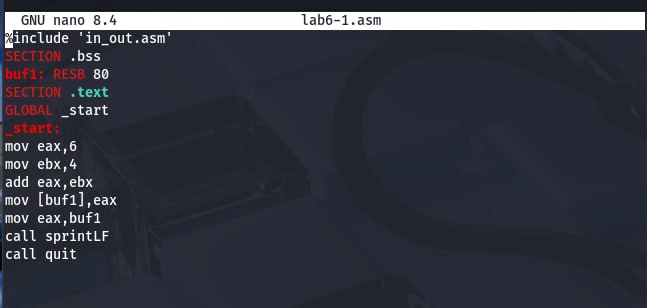 GNU nano 8.4 lab6-1.asm
%include 'in_out.asm'
SECTION .bss
buf1: RESB 80
SECTION .text
GLOBAL _start
_start:
mov eax,6
mov ebx,4
add eax,ebx
mov [buf1],eax
mov eax,buf1
call sprintLF
call quit